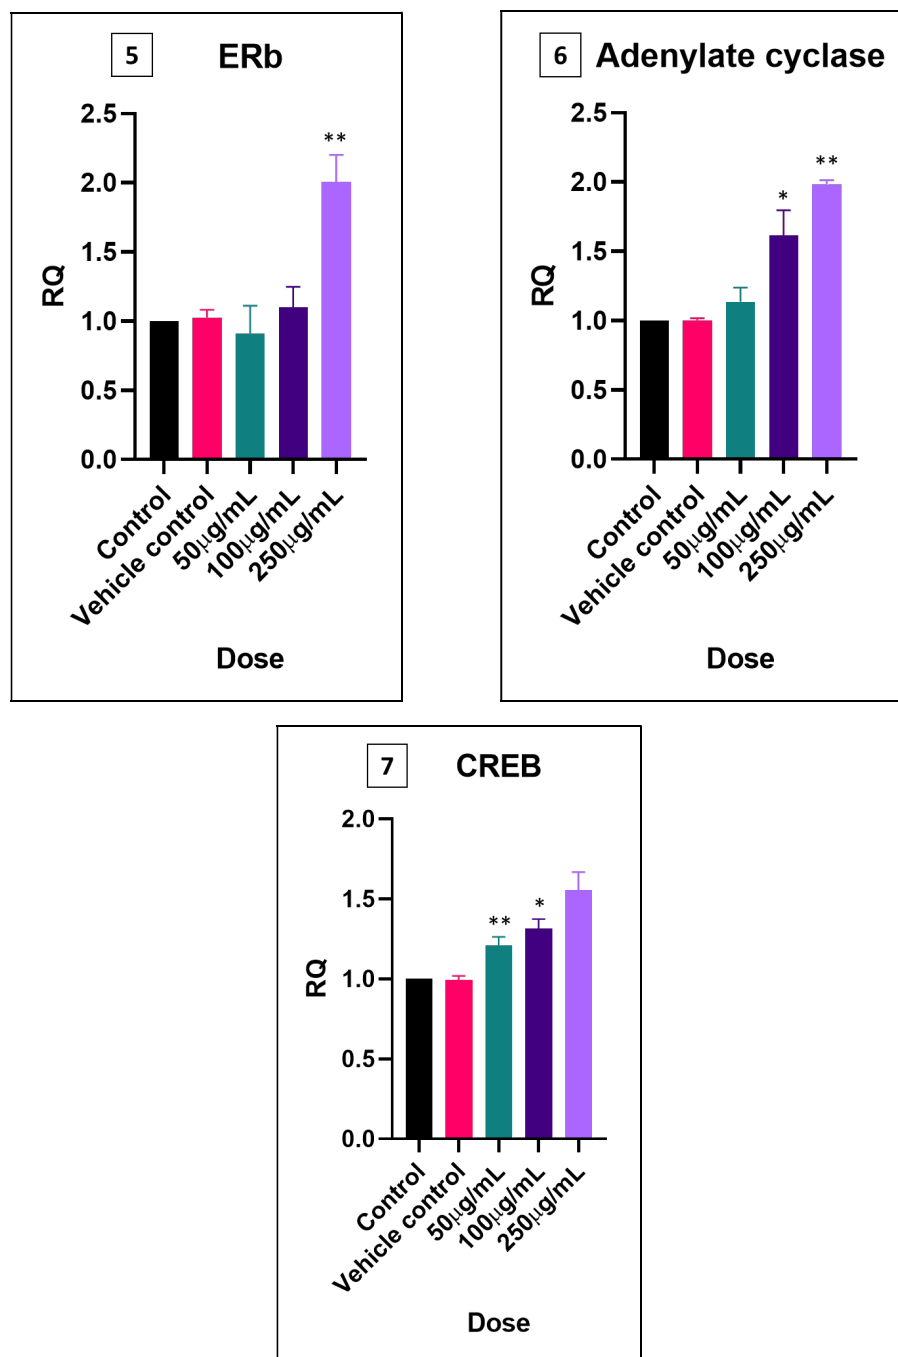 5 ERb
2.5
2.0
1.5
1.0
0.5
0.0
RQ
**
Control
Vehicle control
50μg/mL
100μg/mL
250μg/mL
Dose
6 Adenylate cyclase
2.5
2.0
1.5
1.0
0.5
0.0
RQ
*
**
Control
Vehicle control
50μg/mL
100μg/mL
250μg/mL
Dose
7 CREB
2.0
1.5
1.0
0.5
0.0
RQ
**
*
Control
Vehicle control
50μg/mL
100μg/mL
250μg/mL
Dose